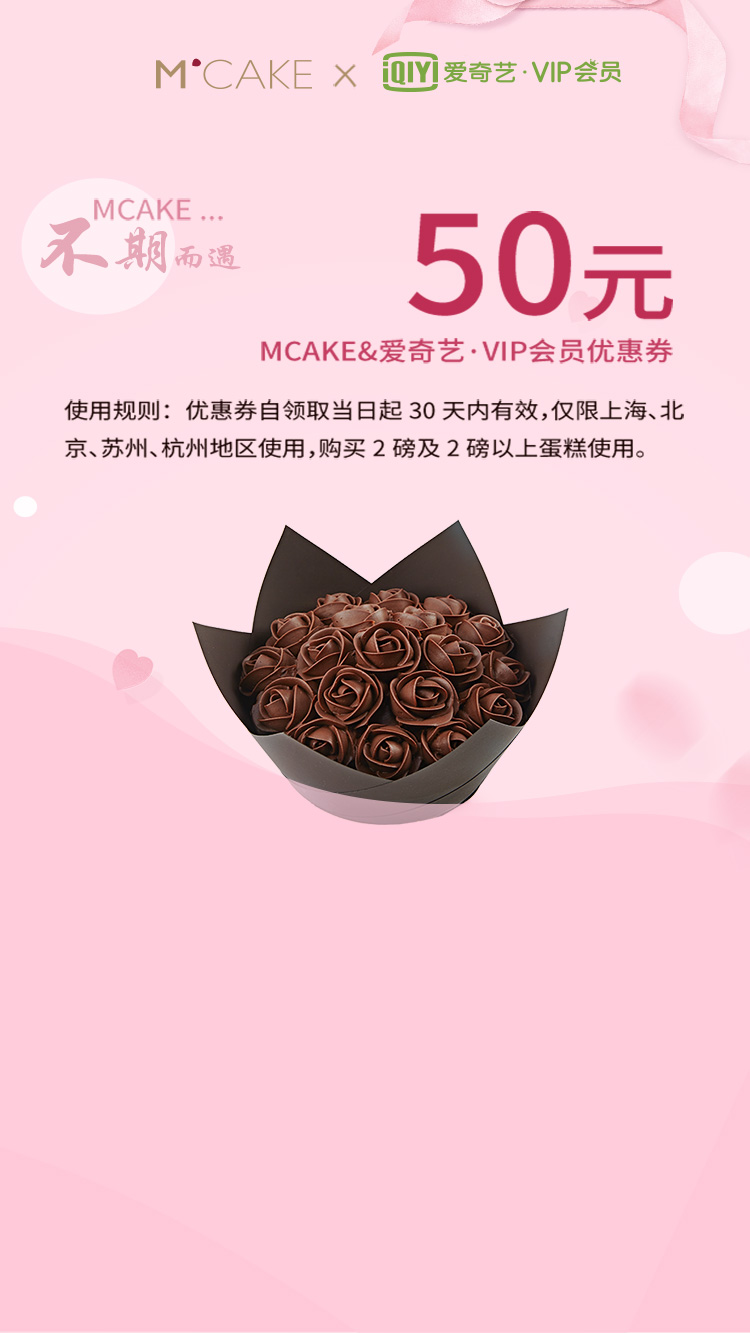 M'CAKE × iQIYI 爱奇艺·VIP会员
MCAKE ...
不期而遇
50元
MCAKE&爱奇艺·VIP会员优惠券
使用规则：优惠券自领取当日起 30 天内有效，仅限上海、北
京、苏州、杭州地区使用，购买 2 磅及 2 磅以上蛋糕使用。